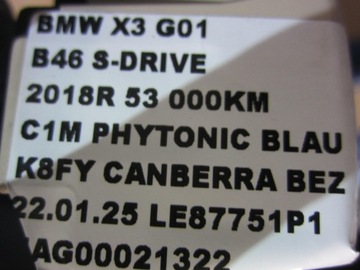 BMW X3 G01
B46 S-DRIVE
2018R 53 000KM
C1M PHYTONIC BLAU
K8FY CANBERRA BEZ
22.01.25 LE87751P1
AG00021322